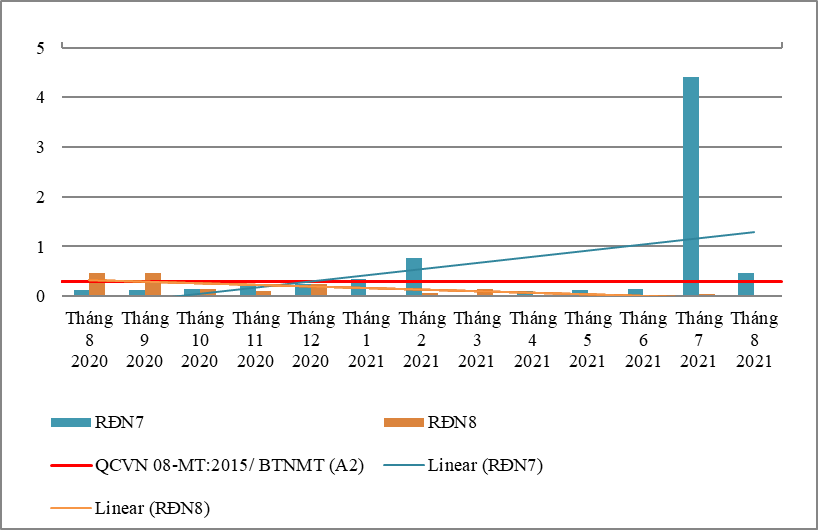 5
4
3
2
1
0
Tháng Tháng Tháng Tháng Tháng Tháng Tháng Tháng Tháng Tháng Tháng Tháng Tháng
8 9 10 11 12 1 2 3 4 5 6 7 8
2020 2020 2020 2020 2020 2021 2021 2021 2021 2021 2021 2021 2021
RĐN7 RĐN8
QCVN 08-MT:2015/ BTNMT (A2) Linear (RĐN7)
Linear (RĐN8)